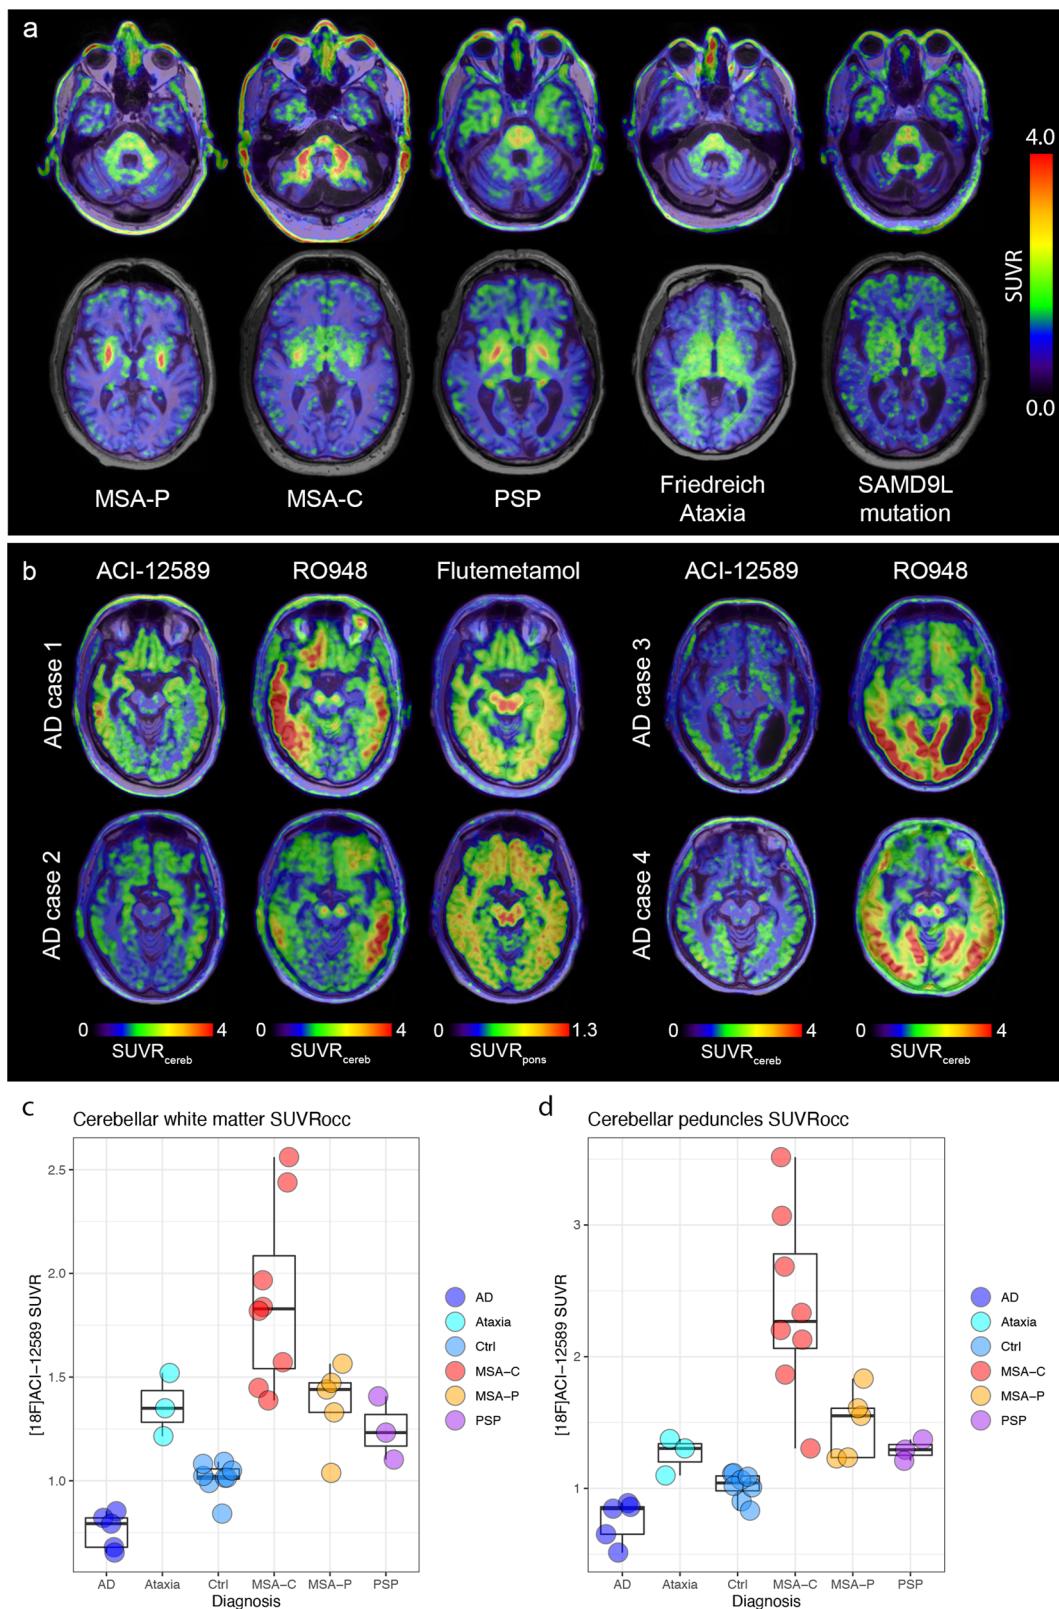 a
4.0
SUVR
0.0
MSA-P
MSA-C
PSP
Friedreich
Ataxia
SAMD9L
mutation
b
ACI-12589
RO948
Flutemetamol
ACI-12589
RO948
AD case 1
AD case 3
AD case 2
AD case 4
0 4
0 4
0 1.3
0 4
0 4
SUVRcereb
SUVRcereb
SUVRpons
SUVRcereb
SUVRcereb
c
Cerebellar white matter SUVRocc
[18F]ACI−12589 SUVR
2.5
2.0
1.5
1.0
AD
Ataxia
Ctrl
MSA−C
MSA−P
PSP
Diagnosis
AD
Ataxia
Ctrl
MSA−C
MSA−P
PSP
d
Cerebellar peduncles SUVRocc
[18F]ACI−12589 SUVR
3
2
1
AD
Ataxia
Ctrl
MSA−C
MSA−P
PSP
Diagnosis
AD
Ataxia
Ctrl
MSA−C
MSA−P
PSP